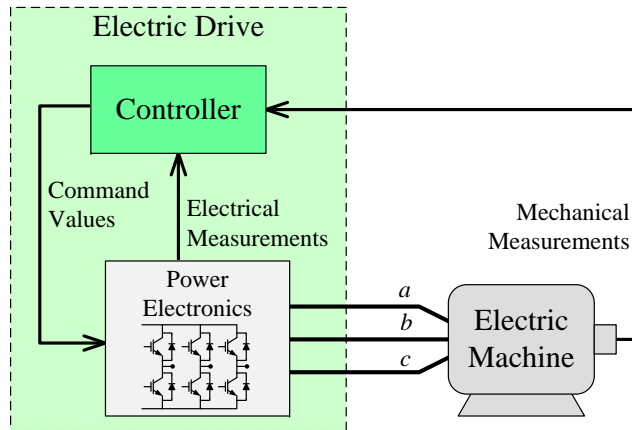 Electric Drive
Controller
Command
Values
Electrical
Measurements
Mechanical
Measurements
Power
Electronics
a
b
c
Electric
Machine